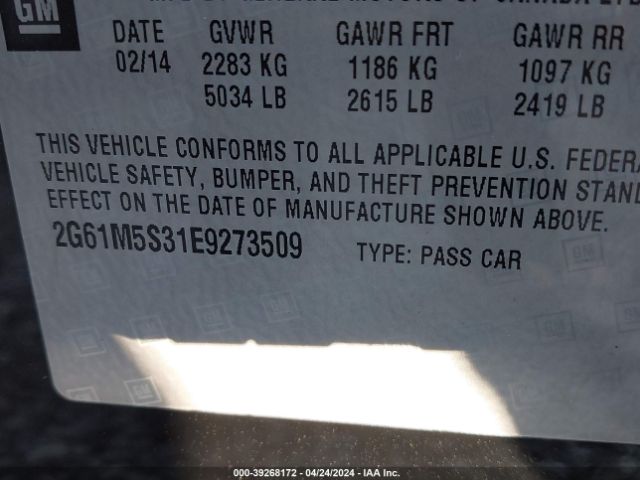 GM
DATE GVWR GAWR FRT GAWR RR
02/14 2283 KG 1186 KG 1097 KG
5034 LB 2615 LB 2419 LB
THIS VEHICLE CONFORMS TO ALL APPLICABLE U.S. FEDERA
VEHICLE SAFETY, BUMPER, AND THEFT PREVENTION STAND
EFFECT ON THE DATE OF MANUFACTURE SHOWN ABOVE.
2G61M5S31E9273509 TYPE: PASS CAR
000-39268172 - 04/24/2024 - IAA Inc.